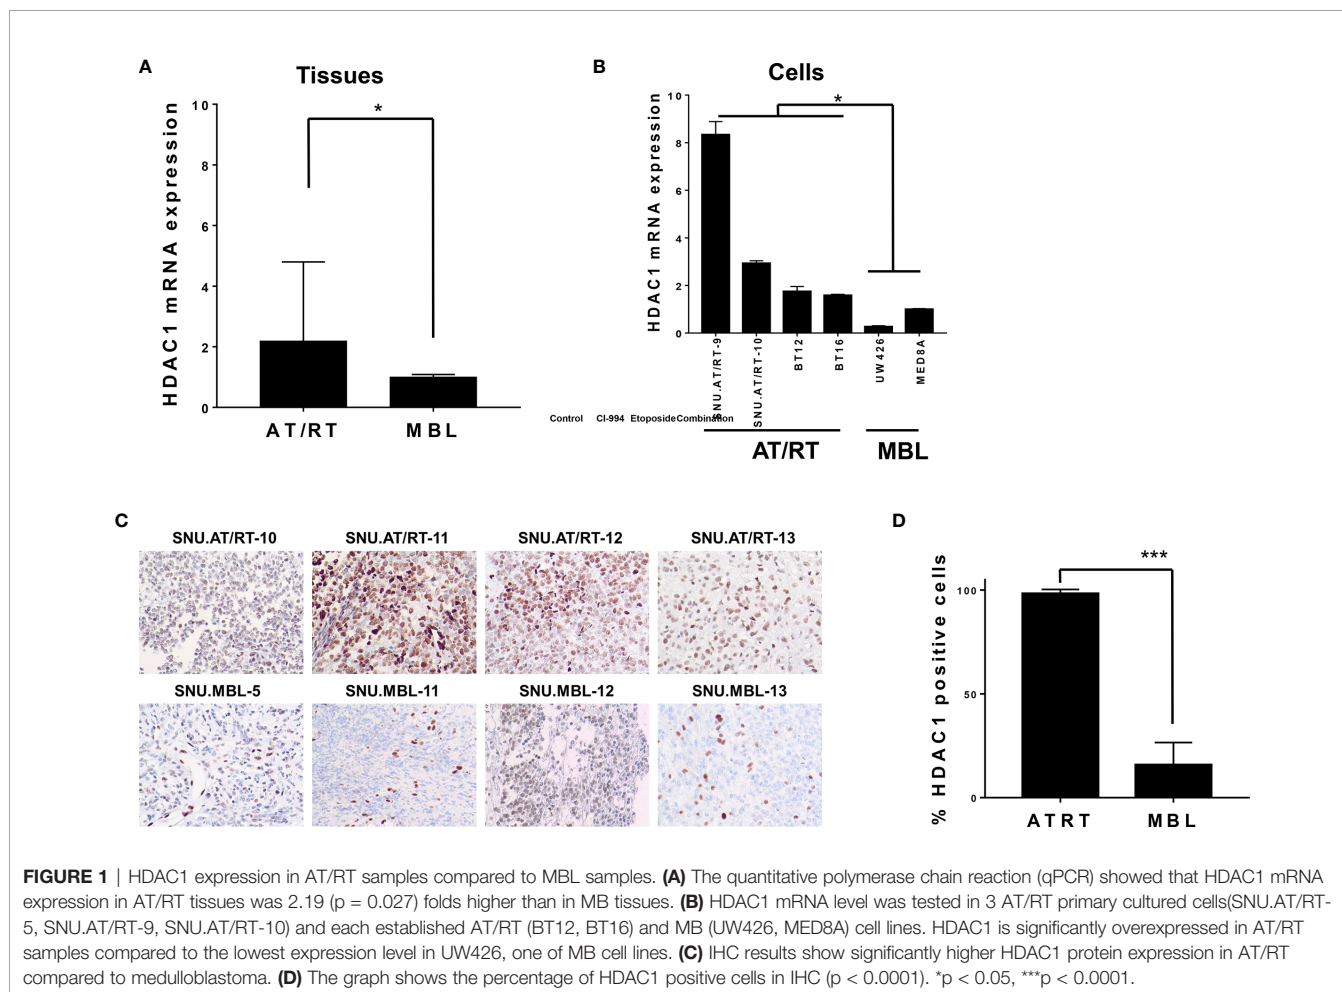 A
Tissues
HDAC1 mRNA expression
10
8
6
4
2
0
*
AT/RT
MBL
B
Cells
HDAC1 mRNA expression
10
8
6
4
2
0
*
SNU.AT/RT-9
SNU.AT/RT-10
BT12
BT16
UW426
MED8A
Control CI-994 Etoposide Combination
AT/RT
MBL
C
SNU.AT/RT-10
SNU.AT/RT-11
SNU.AT/RT-12
SNU.AT/RT-13
SNU.MBL-5
SNU.MBL-11
SNU.MBL-12
SNU.MBL-13
D
% HDAC1 positive cells
100
50
0
***
ATRT
MBL
FIGURE 1 | HDAC1 expression in AT/RT samples compared to MBL samples. (A) The quantitative polymerase chain reaction (qPCR) showed that HDAC1 mRNA
expression in AT/RT tissues was 2.19 (p = 0.027) folds higher than in MB tissues. (B) HDAC1 mRNA level was tested in 3 AT/RT primary cultured cells(SNU.AT/RT-
5, SNU.AT/RT-9, SNU.AT/RT-10) and each established AT/RT (BT12, BT16) and MB (UW426, MED8A) cell lines. HDAC1 is significantly overexpressed in AT/RT
samples compared to the lowest expression level in UW426, one of MB cell lines. (C) IHC results show significantly higher HDAC1 protein expression in AT/RT
compared to medulloblastoma. (D) The graph shows the percentage of HDAC1 positive cells in IHC (p < 0.0001). *p < 0.05, ***p < 0.0001.